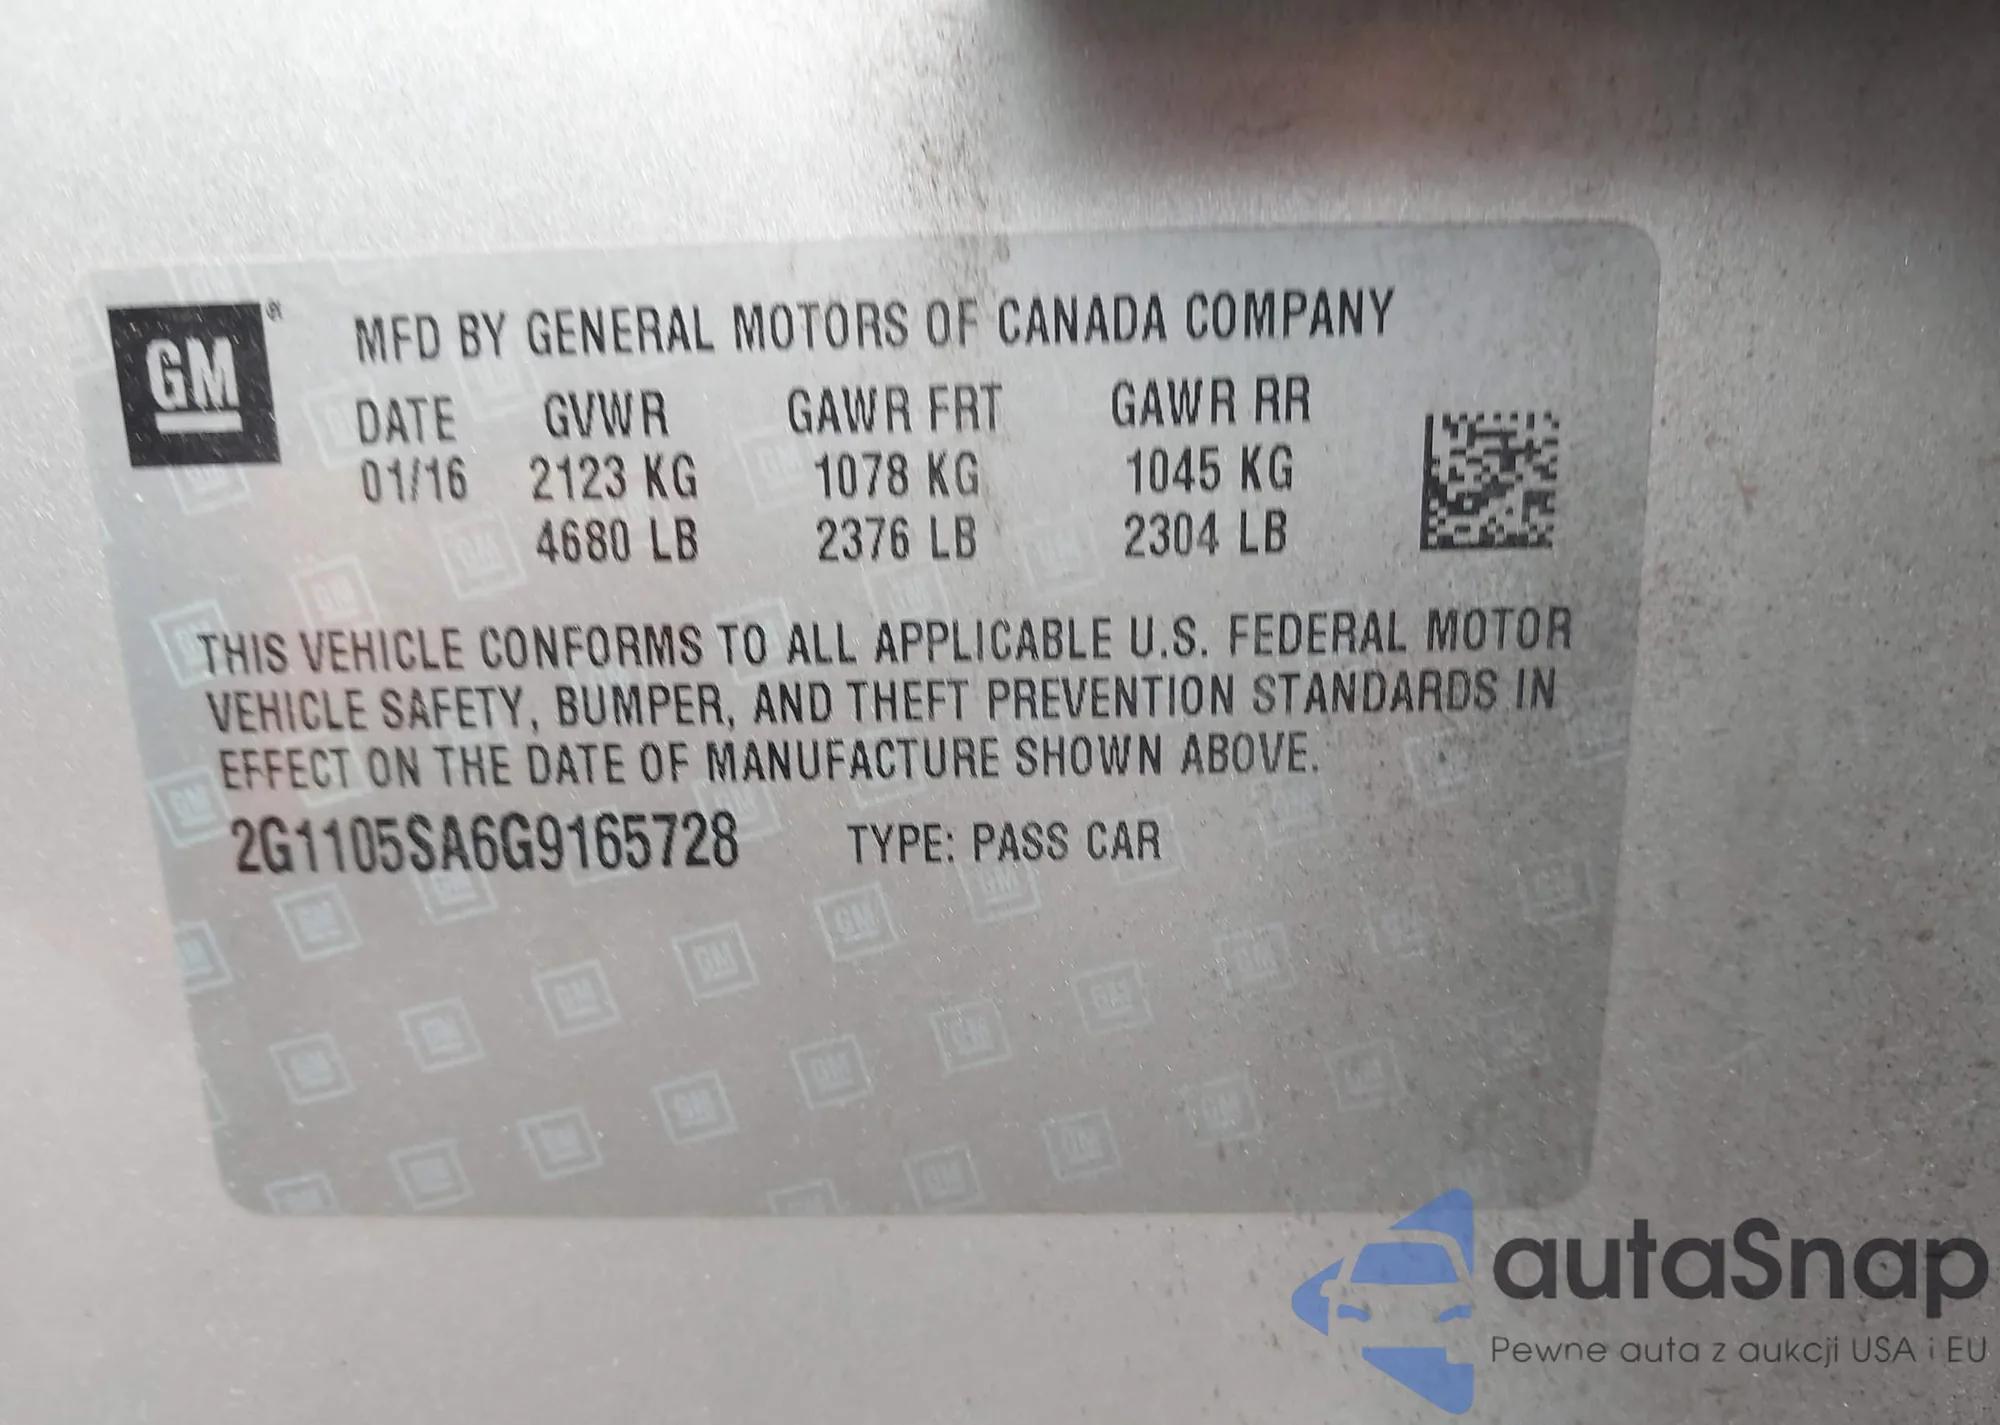 GM
MFD BY GENERAL MOTORS OF CANADA COMPANY
DATE GVWR GAWR FRT GAWR RR
01/16 2123 KG 1078 KG 1045 KG
4680 LB 2376 LB 2304 LB
THIS VEHICLE CONFORMS TO ALL APPLICABLE U.S. FEDERAL MOTOR
VEHICLE SAFETY, BUMPER, AND THEFT PREVENTION STANDARDS IN
EFFECT ON THE DATE OF MANUFACTURE SHOWN ABOVE.
2G1105SA6G9165728 TYPE: PASS CAR
autaSnap
Pewne auta z aukcji USA i EU